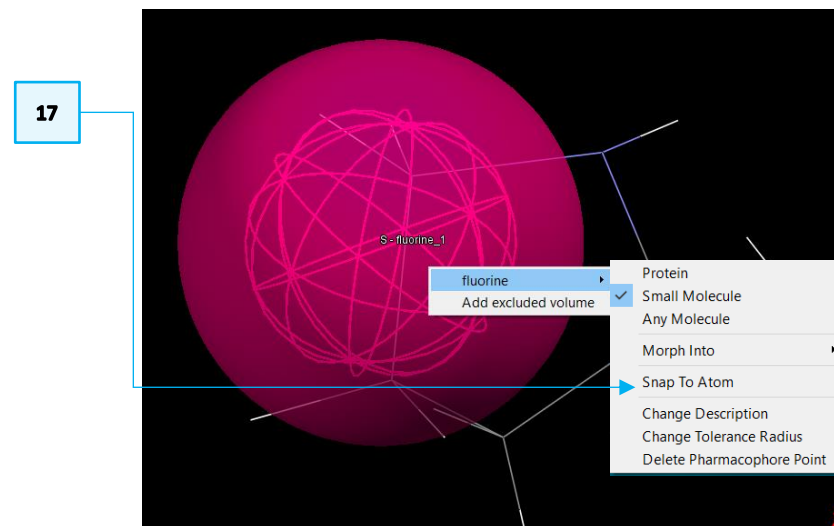 17
S - fluorine_1
fluorine
Add excluded volume
Protein
Small Molecule
Any Molecule
Morph Into
Snap To Atom
Change Description
Change Tolerance Radius
Delete Pharmacophore Point